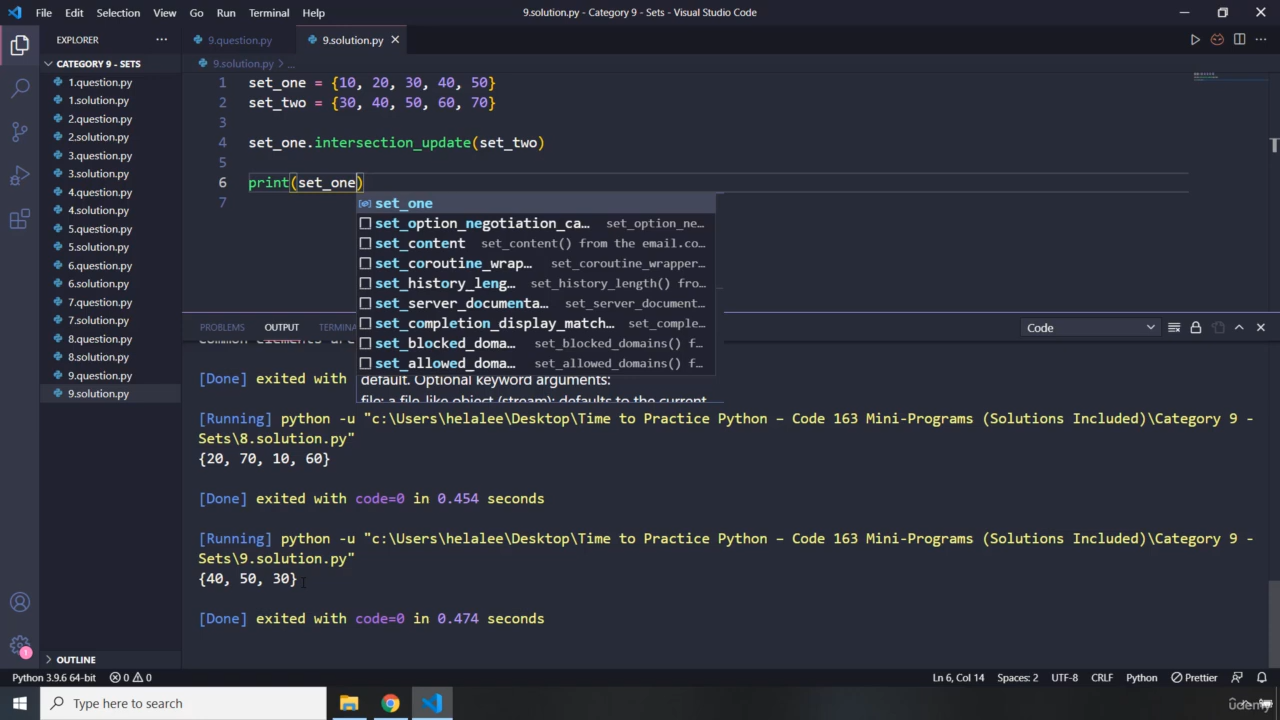 File Edit Selection View Go Run Terminal Help
9.solution.py - Category 9 - Sets - Visual Studio Code
EXPLORER
9.question.py
9.solution.py
CATEGORY 9 - SETS
1.question.py
1.solution.py
2.question.py
2.solution.py
3.question.py
3.solution.py
4.question.py
4.solution.py
5.question.py
5.solution.py
6.question.py
6.solution.py
7.question.py
7.solution.py
8.question.py
8.solution.py
9.question.py
9.solution.py
OUTLINE
9.solution.py > ...
1 set_one = {10, 20, 30, 40, 50}
2 set_two = {30, 40, 50, 60, 70}
3
4 set_one.intersection_update(set_two)
5
6 print(set_one)
7
set_one
set_option_negotiation_ca... set_option_ne...
set_content set_content() from the email.co...
set_coroutine_wrap... set_coroutine_wrapper...
set_history_leng... set_history_length() fro...
set_server_documenta... set_server_document...
set_completion_display_match... set_comple...
set_blocked_doma... set_blocked_domains() f...
set_allowed_doma... set_allowed_domains() f...
default. Optional keyword arguments:
file: a file-like object (stream); defaults to the current
PROBLEMS OUTPUT TERMINA
Code
common elements are
[Done] exited with
[Running] python -u "c:\Users\helalee\Desktop\Time to Practice Python – Code 163 Mini-Programs (Solutions Included)\Category 9 -
Sets\8.solution.py"
{20, 70, 10, 60}
[Done] exited with code=0 in 0.454 seconds
[Running] python -u "c:\Users\helalee\Desktop\Time to Practice Python – Code 163 Mini-Programs (Solutions Included)\Category 9 -
Sets\9.solution.py"
{40, 50, 30}
[Done] exited with code=0 in 0.474 seconds
1
Python 3.9.6 64-bit 0 0
Ln 6, Col 14 Spaces: 2 UTF-8 CRLF Python Prettier
Type here to search
udemy